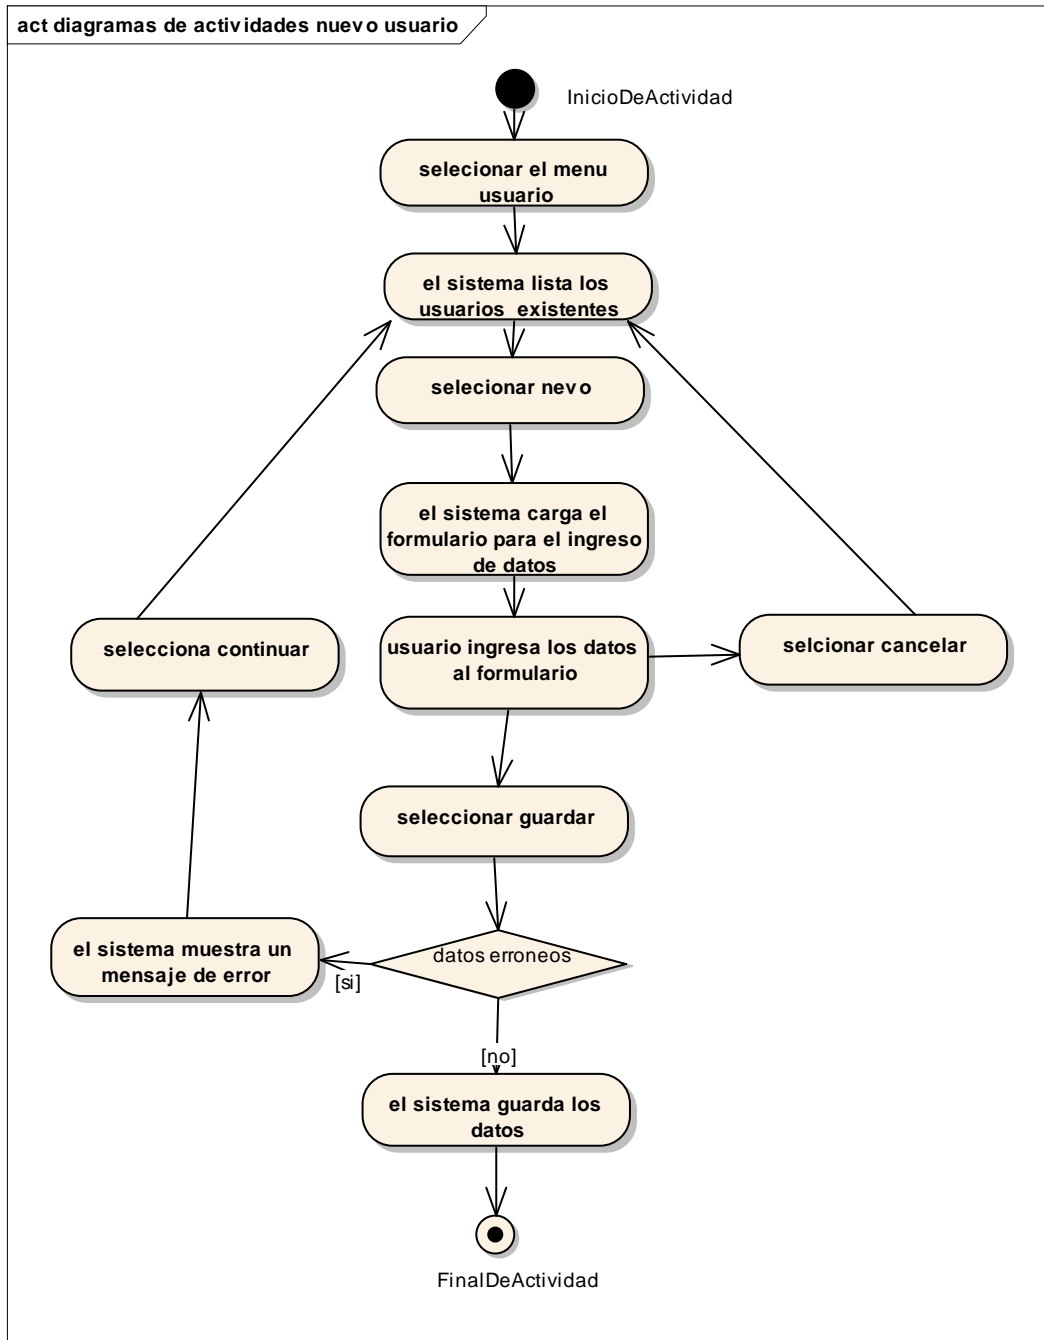 act diagramas de actividades nuevo usuario
InicioDeActividad
selecionar el menu
usuario
el sistema lista los
usuarios existentes
selecionar nevo
el sistema carga el
formulario para el ingreso
de datos
selecciona continuar
usuario ingresa los datos
al formulario
selcionar cancelar
seleccionar guardar
el sistema muestra un
mensaje de error
[si]
datos erroneos
[no]
el sistema guarda los
datos
FinalDeActividad